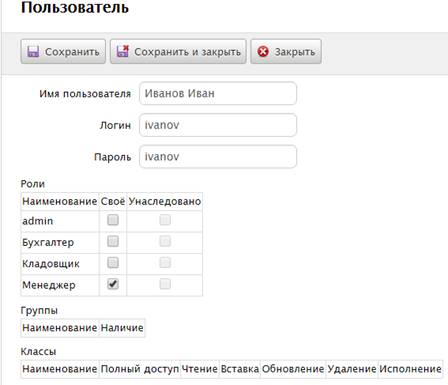 Пользователь
Сохранить Сохранить и закрыть Закрыть
Имя пользователя Иванов Иван
Логин ivanov
Пароль ivanov
Роли
Наименование Своё Унаследовано
admin
Бухгалтер
Кладовщик
Менеджер
Группы
Наименование Наличие
Классы
Наименование Полный доступ Чтение Вставка Обновление Удаление Исполнение